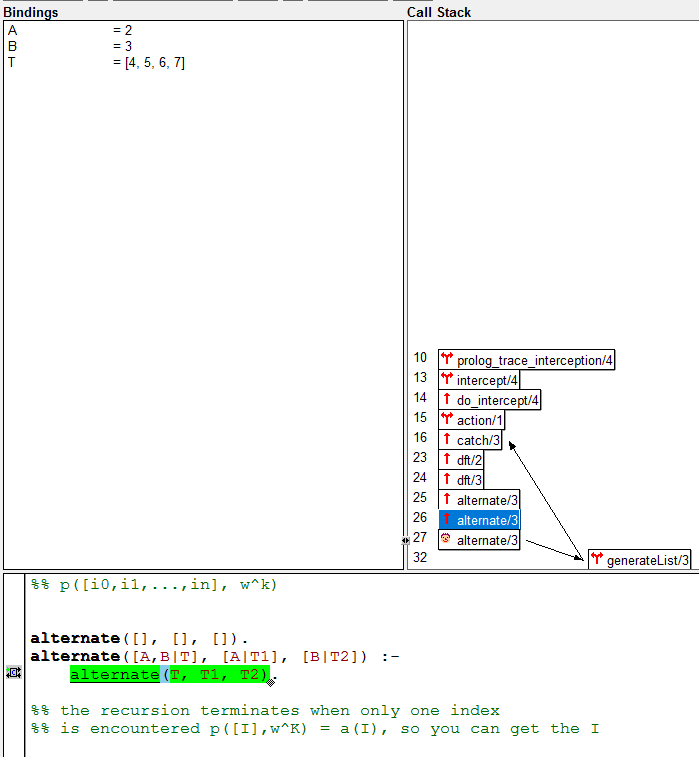 Bindings
A = 2
B = 3
T = [4, 5, 6, 7]
Call Stack
10 prolog_trace_interception/4
13 intercept/4
14 do_intercept/4
15 action/1
16 catch/3
23 dft/2
24 dft/3
25 alternate/3
26 alternate/3
27 alternate/3
32 generateList/3
%% p([i0,i1,...,in], w^k)
alternate([], [], []).
alternate([A,B|T], [A|T1], [B|T2]) :-
alternate(T, T1, T2).
%% the recursion terminates when only one index
%% is encountered p([I],w^K) = a(I), so you can get the I